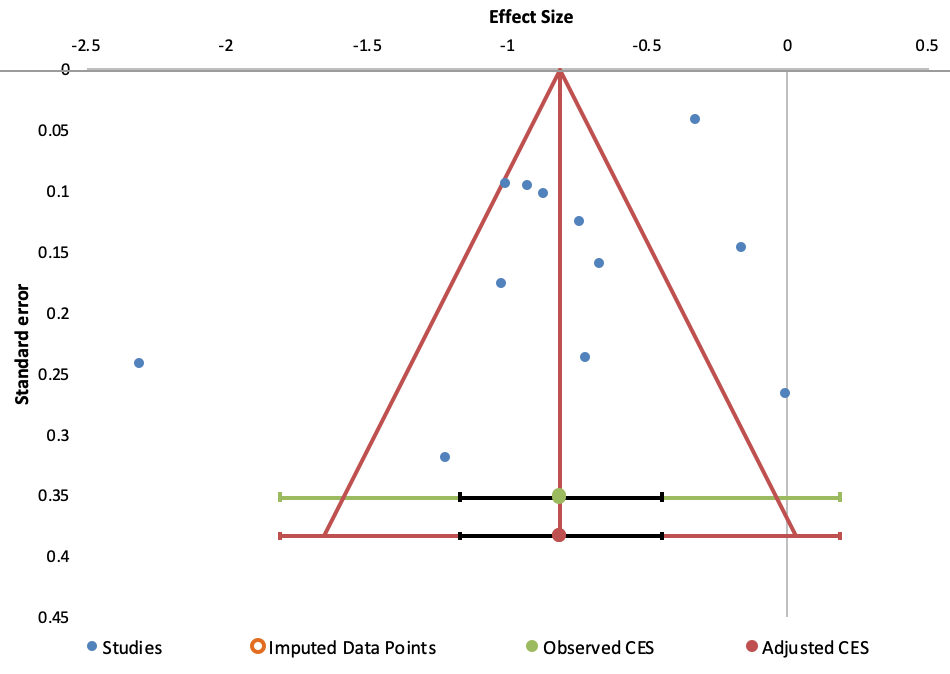 Effect Size
-2.5 -2 -1.5 -1 -0.5 0 0.5
0
0.05
0.1
0.15
0.2
0.25
0.3
0.35
0.4
0.45
Standard error
Studies Imputed Data Points Observed CES Adjusted CES